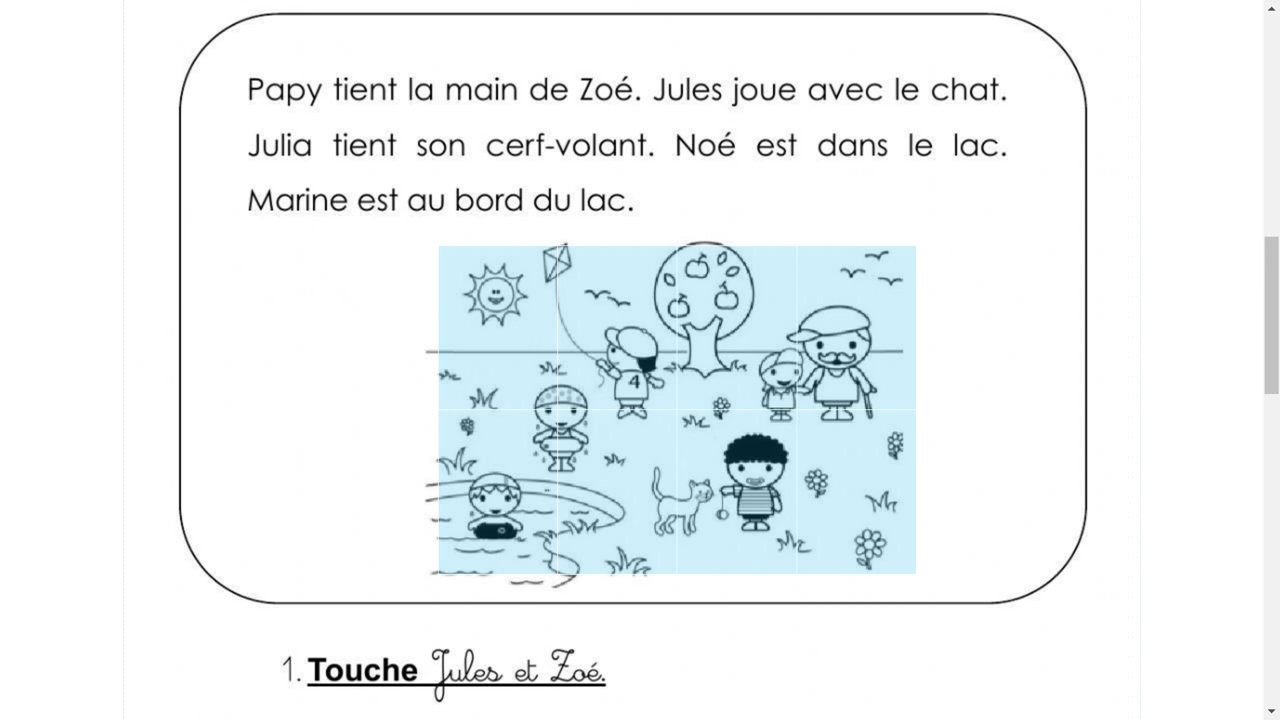 Papy tient la main de Zoé. Jules joue avec le chat.
Julia tient son cerf-volant. Noé est dans le lac.
Marine est au bord du lac.
4
1. Touche Jules et Zoé.